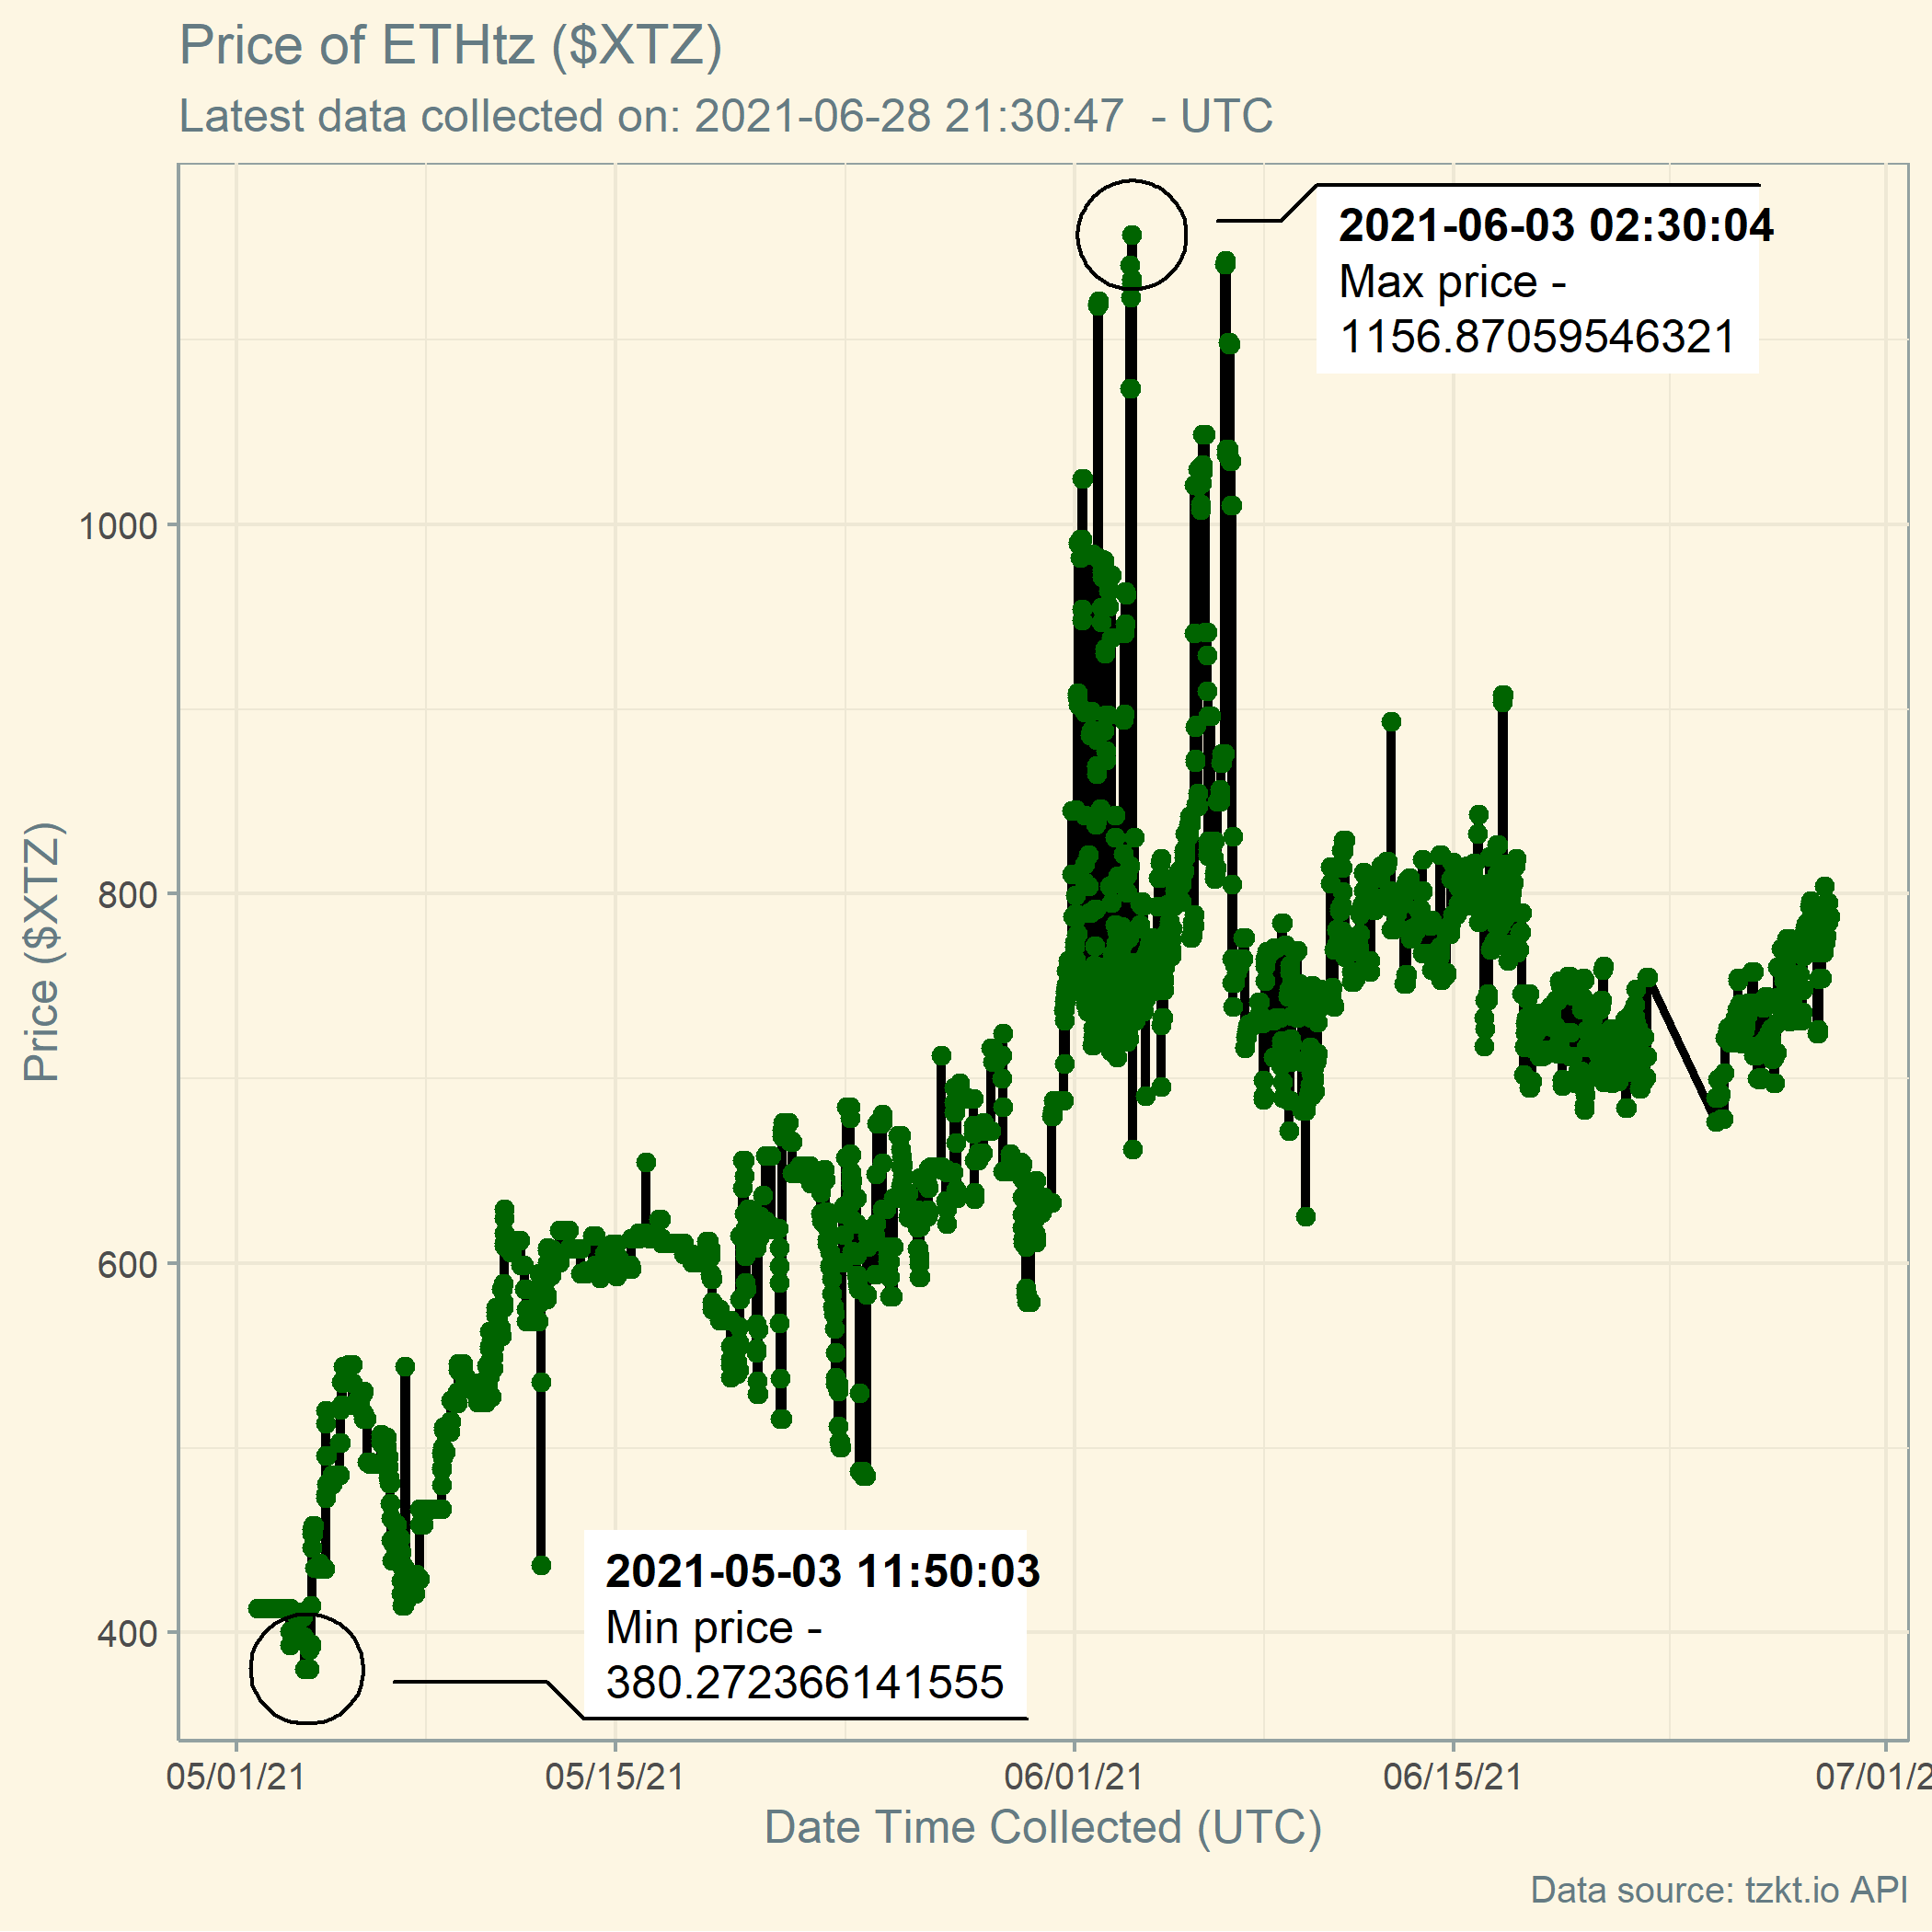 Price of ETHtz ($XTZ)
Latest data collected on: 2021-06-28 21:30:47  - UTC
2021-06-03 02:30:04
Max price -
1156.87059546321
1000
800
600
400
Price ($XTZ)
2021-05-03 11:50:03
Min price -
380.272366141555
05/01/21
05/15/21
06/01/21
06/15/21
07/01/2
Date Time Collected (UTC)
Data source: tzkt.io API